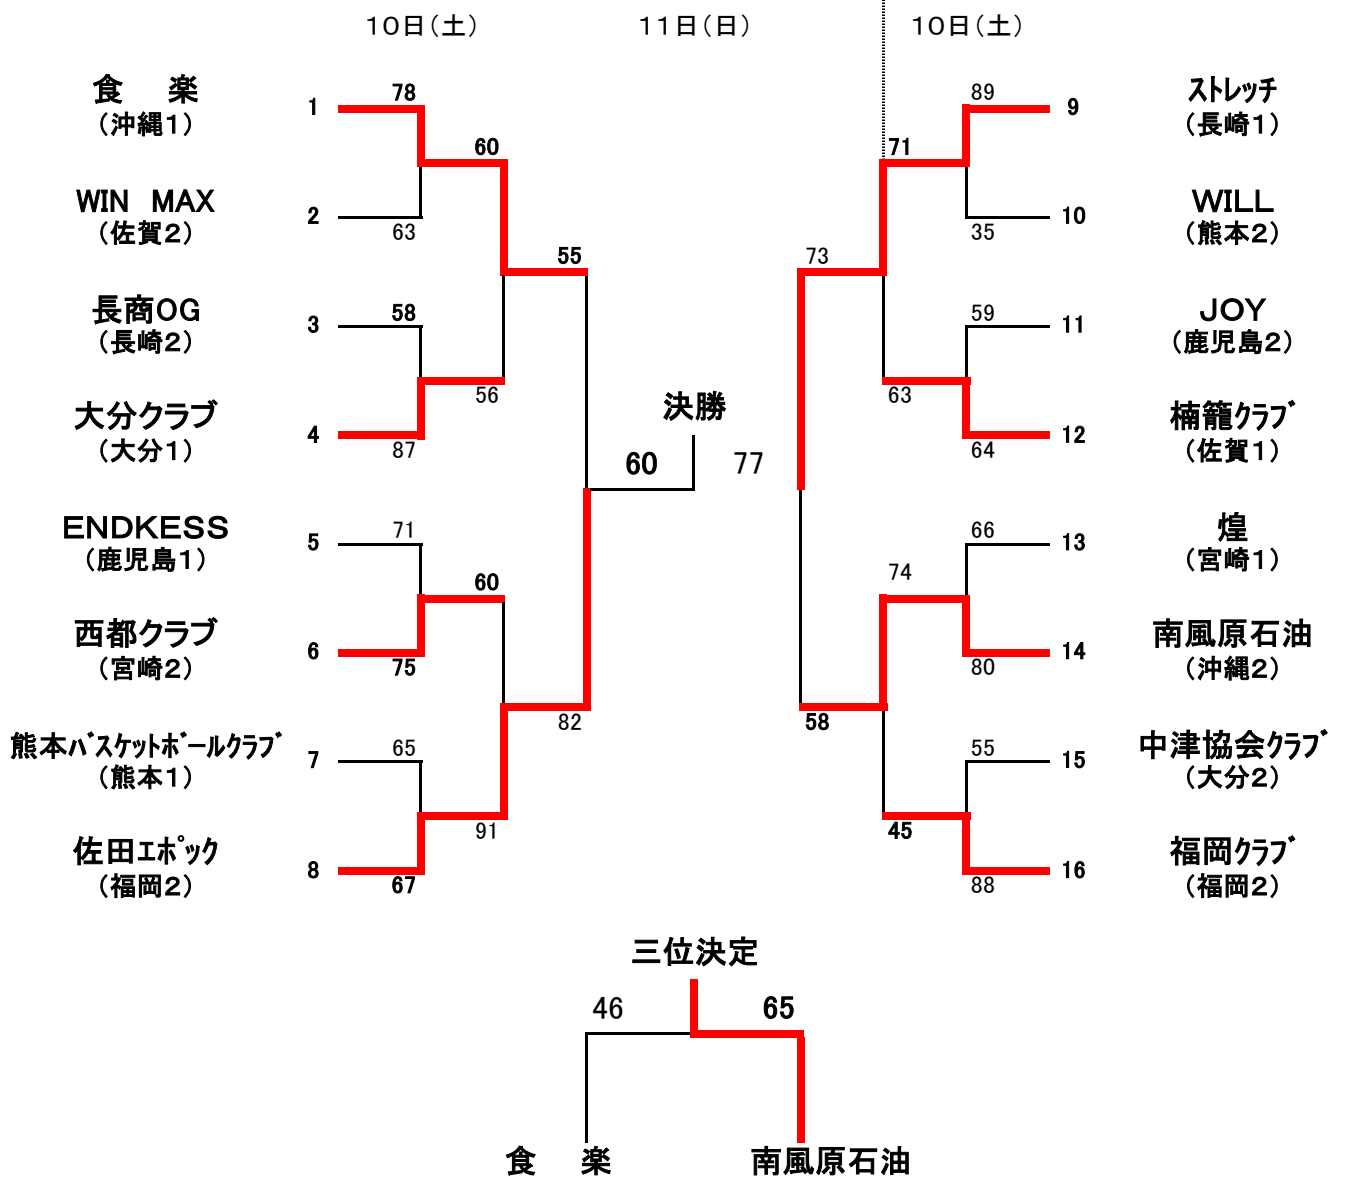 １０日（土）
１１日（日）
１０日（土）
食　楽
（沖縄１）
1
78
60
WIN　MAX
（佐賀２）
2
63
55
長商OG
（長崎２）
3
58
56
大分クラブ
（大分１）
4
87
ENDKESS
（鹿児島１）
5
71
60
西都クラブ
（宮崎２）
6
75
82
熊本ﾊﾞｽｹｯﾄﾎﾞｰﾙｸﾗﾌﾞ
（熊本１）
7
65
91
佐田ｴﾎﾟｯｸ
（福岡２）
8
67
決勝
60
77
89
9
ｽﾄﾚｯﾁ
（長崎１）
71
35
10
WILL
（熊本２）
73
59
11
JOY
（鹿児島２）
63
64
12
楠籠ｸﾗﾌﾞ
（佐賀１）
66
13
煌
（宮崎１）
74
80
14
南風原石油
（沖縄２）
58
55
15
中津協会ｸﾗﾌﾞ
（大分２）
45
88
16
福岡ｸﾗﾌﾞ
（福岡２）
三位決定
46
65
食　楽
南風原石油